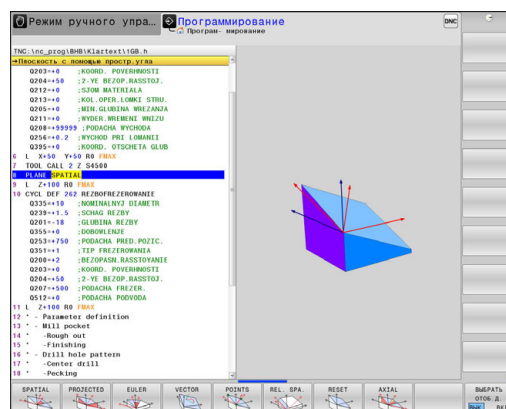 Режим ручного упра...
Программирование
Програм- мирование
DNC
TNC:\nc_prog\BHB\Klartext\1GB.h
→Плоскость с помощью простр.угла
Q203=+0 ;KOORD. POVERHNOSTI
Q204=+50 ;2-YE BEZOP.RASSTOJ.
Q212=+0 ;SJOM MATERIALA
Q213=+0 ;KOL.OPER.LOMKI STRU.
Q205=+0 ;MIN.GLUBINA WREZANJA
Q211=+0 ;WYDER.WREMENI WNIZU
Q208=+99999 ;PODACHA WYCHODA
Q256=+0.2 ;WYCHOD PRI LOMANII
Q395=+0 ;KOORD. OTSCHETA GLUB
6 L X+50 Y+50 R0 FMAX
7 TOOL CALL 2 Z S4500
8 PLANE SPATIAL
9 L Z+100 R0 FMAX
10 CYCL DEF 262 REZBOFREZEROWANIE
Q335=+10 ;NOMINALNYJ DIAMETR
Q239=+1.5 ;SCHAG REZBY
Q201=-18 ;GLUBINA REZBY
Q355=+0 ;DOBOWLENJE
Q253=+750 ;PODACHA PRED.POZIC.
Q351=+1 ;TIP FREZEROWANIA
Q200=+2 ;BEZOPASN.RASSTOYANIE
Q203=+0 ;KOORD. POVERHNOSTI
Q204=+50 ;2-YE BEZOP.RASSTOJ.
Q207=+500 ;PODACHA FREZER.
Q512=+0 ;PODACHA PODVODA
11 L Z+100 R0 FMAX
12 * - Parameter definition
13 * - Mill pocket
14 * -Rough out
15 * -Finishing
16 * - Drill hole pattern
17 * -Center drill
18 * -Pecking
SPATIAL
PROJECTED
EULER
VECTOR
POINTS
REL. SPA.
RESET
AXIAL
ВЫБРАТЬ
ОТОБ.Д.
ВЫК ВКЛ